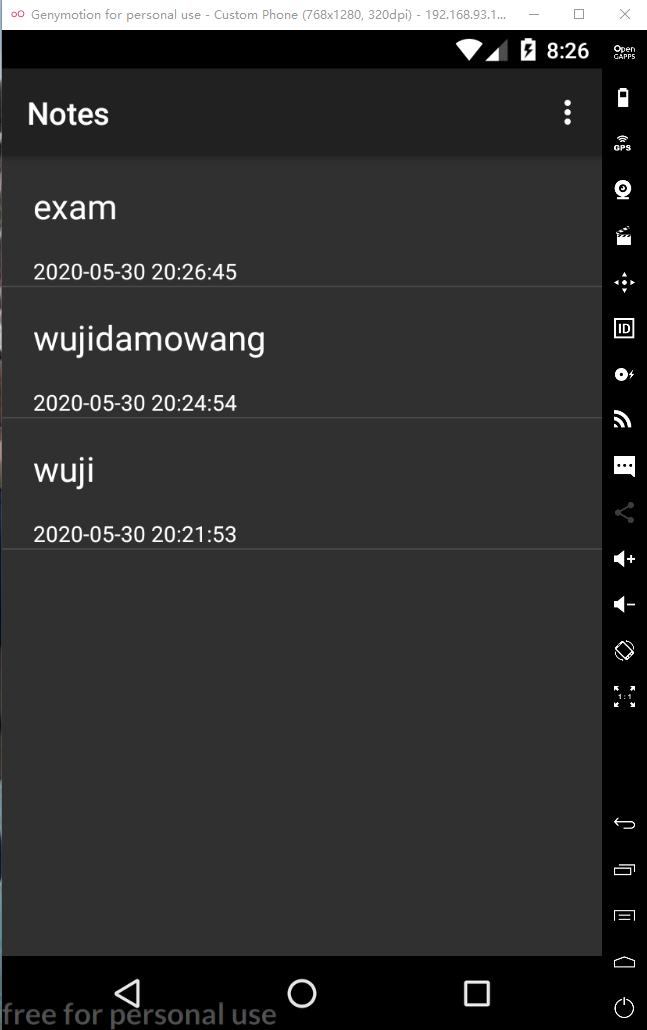 Genymotion for personal use - Custom Phone (768x1280, 320dpi) - 192.168.93.1...
8:26
Open
GAPPS
Notes
GPS
exam
2020-05-30 20:26:45
wujidamowang
ID
2020-05-30 20:24:54
wuji
2020-05-30 20:21:53
1:1
free for personal use